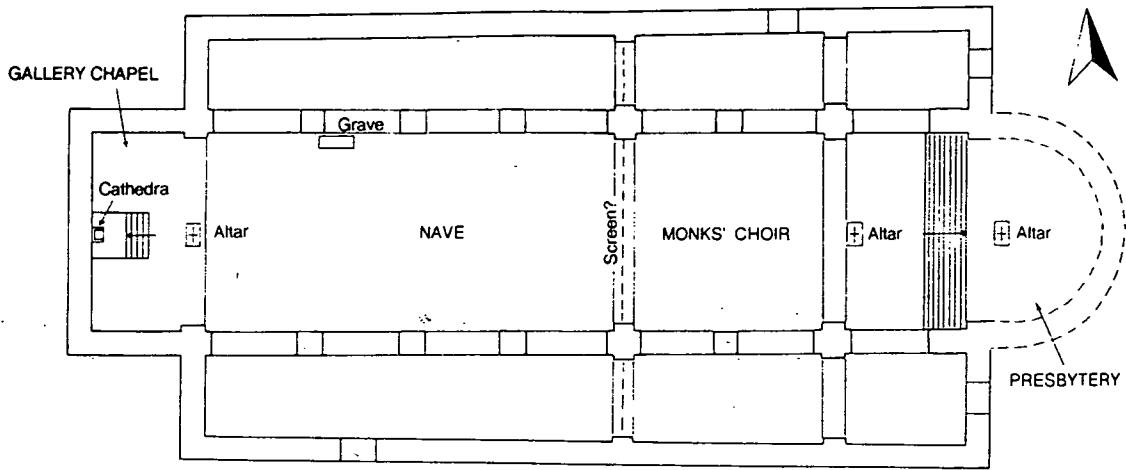 GALLERY CHAPEL
Grave
Cathedra
Altar
NAVE
Screen?
MONKS' CHOIR
Altar
Altar
PRESBYTERY